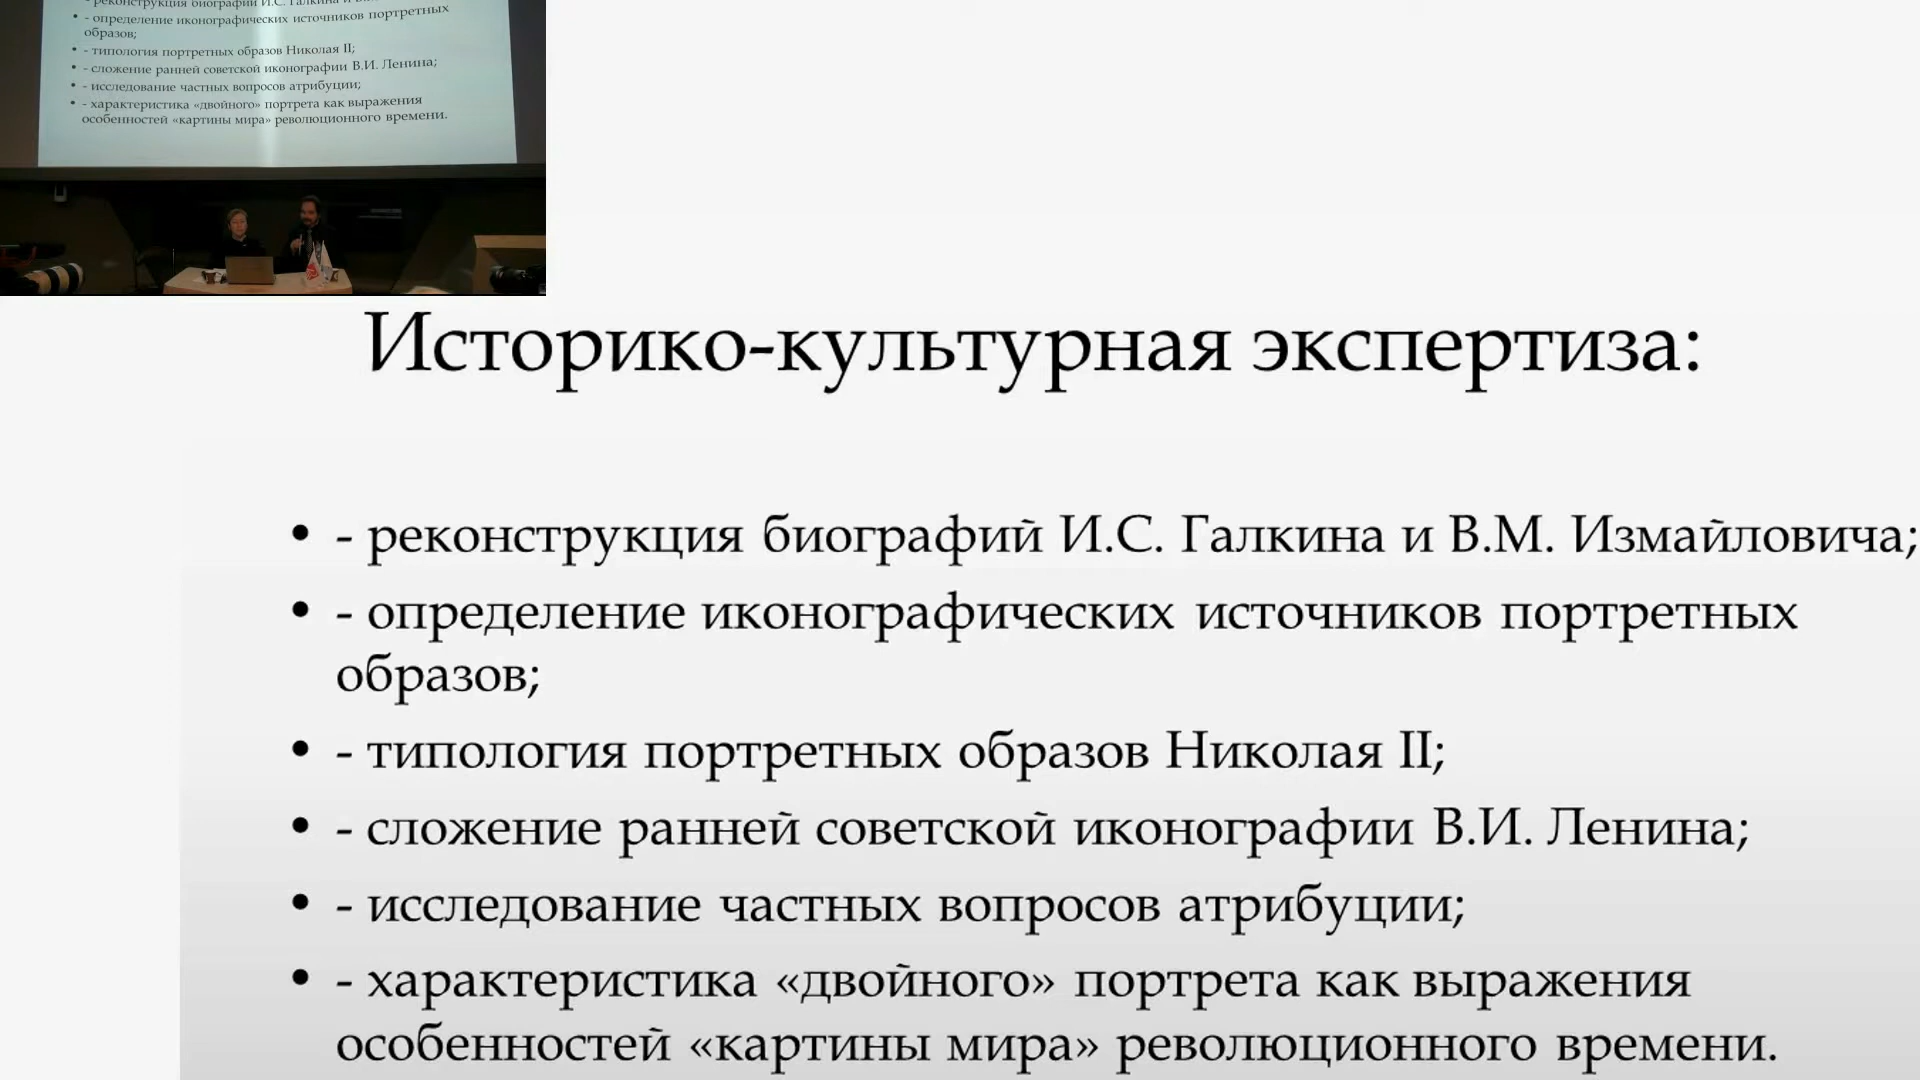 - реконструкция биографий И.С. Галкина и
- определение иконографических источников портретных
образов;
- типология портретных образов Николая II;
- сложение ранней советской иконографии В.И. Ленина;
- исследование частных вопросов атрибуции;
- характеристика «двойного» портрета как выражения
особенностей «картины мира» революционного времени.
Историко-культурная экспертиза:
• - реконструкция биографий И.С. Галкина и В.М. Измайловича;
• - определение иконографических источников портретных
образов;
• - типология портретных образов Николая II;
• - сложение ранней советской иконографии В.И. Ленина;
• - исследование частных вопросов атрибуции;
• - характеристика «двойного» портрета как выражения
особенностей «картины мира» революционного времени.